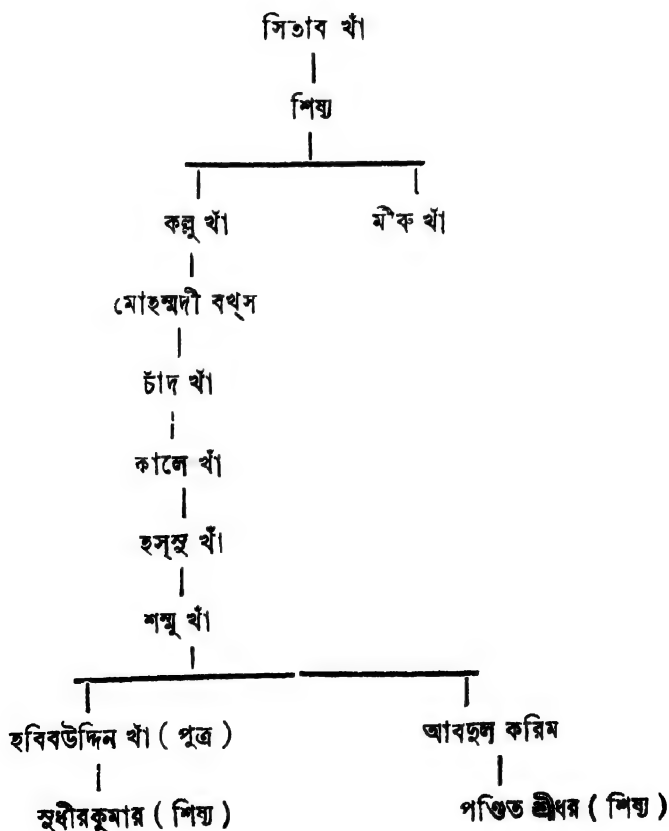 সিতাব খাঁ
শিষ্য
কল্লু খাঁ মীরু খাঁ
মোহম্মদী বখ্স
চাঁদ খাঁ
কালে খাঁ
হস্সু খাঁ
শম্মু খাঁ
হবিবউদ্দিন খাঁ ( পুত্র ) আবদুল করিম
সুধীরকুমার ( শিষ্য ) পণ্ডিত শ্রীধর ( শিষ্য )